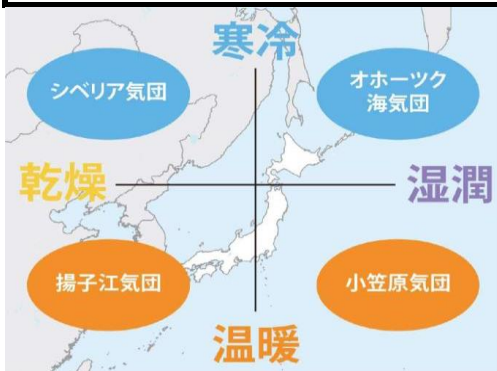 寒冷
シベリア気団
オホーツク
海気団
乾燥
湿潤
揚子江気団
小笠原気団
温暖